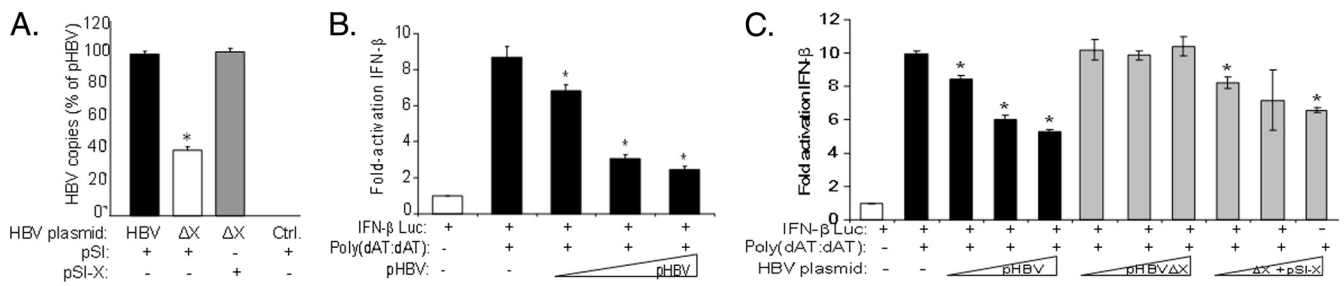 A.
HBV copies (% of pHBV)
120
100
80
60
40
20
0
*
HBV plasmid: HBV ΔX ΔX Ctrl.
pSI: + + - +
pSI-X: - - + -
B.
Fold-activation IFN-β
10
8
6
4
2
0
* * *
IFN-β Luc: + + + + +
Poly(dAT:dAT): - + + + +
pHBV: - - pHBV
C.
Fold activation IFN-β
12
10
8
6
4
2
0
* * * * *
IFN-β Luc: + + + + + + + + + + -
Poly(dAT:dAT): - + + + + + + + + + +
HBV plasmid: - - pHBV pHBVΔX ΔX +pSI-X